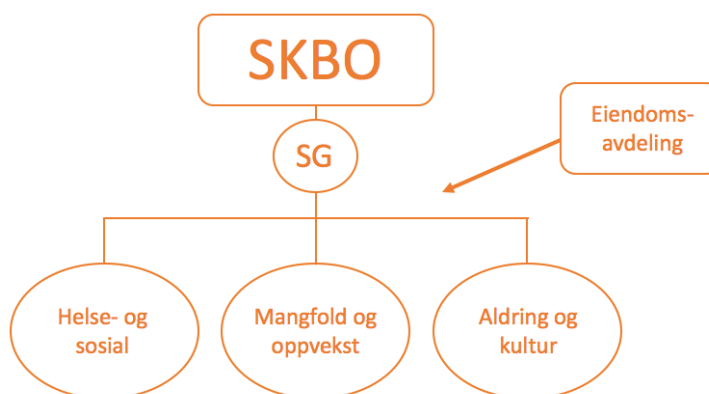 SKBO
SG
Eiendoms-
avdeling
Helse- og
sosial
Mangfold og
oppvekst
Aldring og
kultur